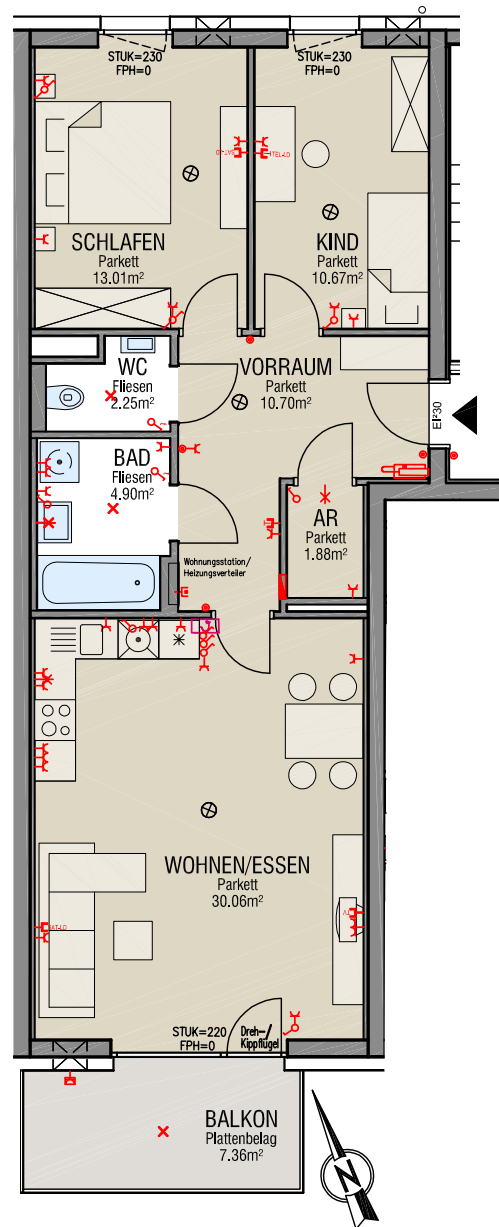 STUK=230
FPH=0
STUK=230
FPH=0
SCHLAFEN
Parkett
13.01m²
KIND
Parkett
10.67m²
WC
Fliesen
2.25m²
VORRAUM
Parkett
10.70m²
EI²30
BAD
Fliesen
4.90m²
AR
Parkett
1.88m²
Wohnungsstation/
Heizungsverteiler
WOHNEN/ESSEN
Parkett
30.06m²
STUK=220
FPH=0
Dreh-/
Kippflügel
BALKON
Plattenbelag
7.36m²
N